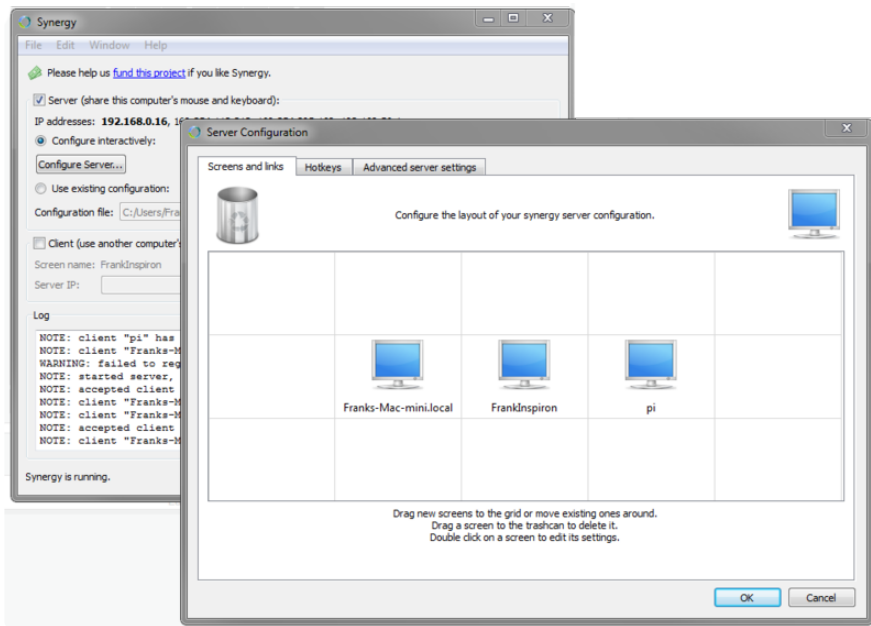 Synergy
File Edit Window Help
Please help us fund this project if you like Synergy.
Server (share this computer's mouse and keyboard):
IP addresses: 192.168.0.16,
Configure interactively:
Configure Server...
Use existing configuration:
Configuration file: C:/Users/Fra
Client (use another computer's
Screen name: FrankInspiron
Server IP:
Log
NOTE: client "pi" has
NOTE: client "Franks-M
WARNING: failed to reg
NOTE: started server,
NOTE: accepted client
NOTE: client "Franks-M
NOTE: client "Franks-M
NOTE: accepted client
NOTE: client "Franks-M
Synergy is running.
Server Configuration
Screens and links Hotkeys Advanced server settings
Configure the layout of your synergy server configuration.
Franks-Mac-mini.local FrankInspiron pi
Drag new screens to the grid or move existing ones around.
Drag a screen to the trashcan to delete it.
Double click on a screen to edit its settings.
OK Cancel